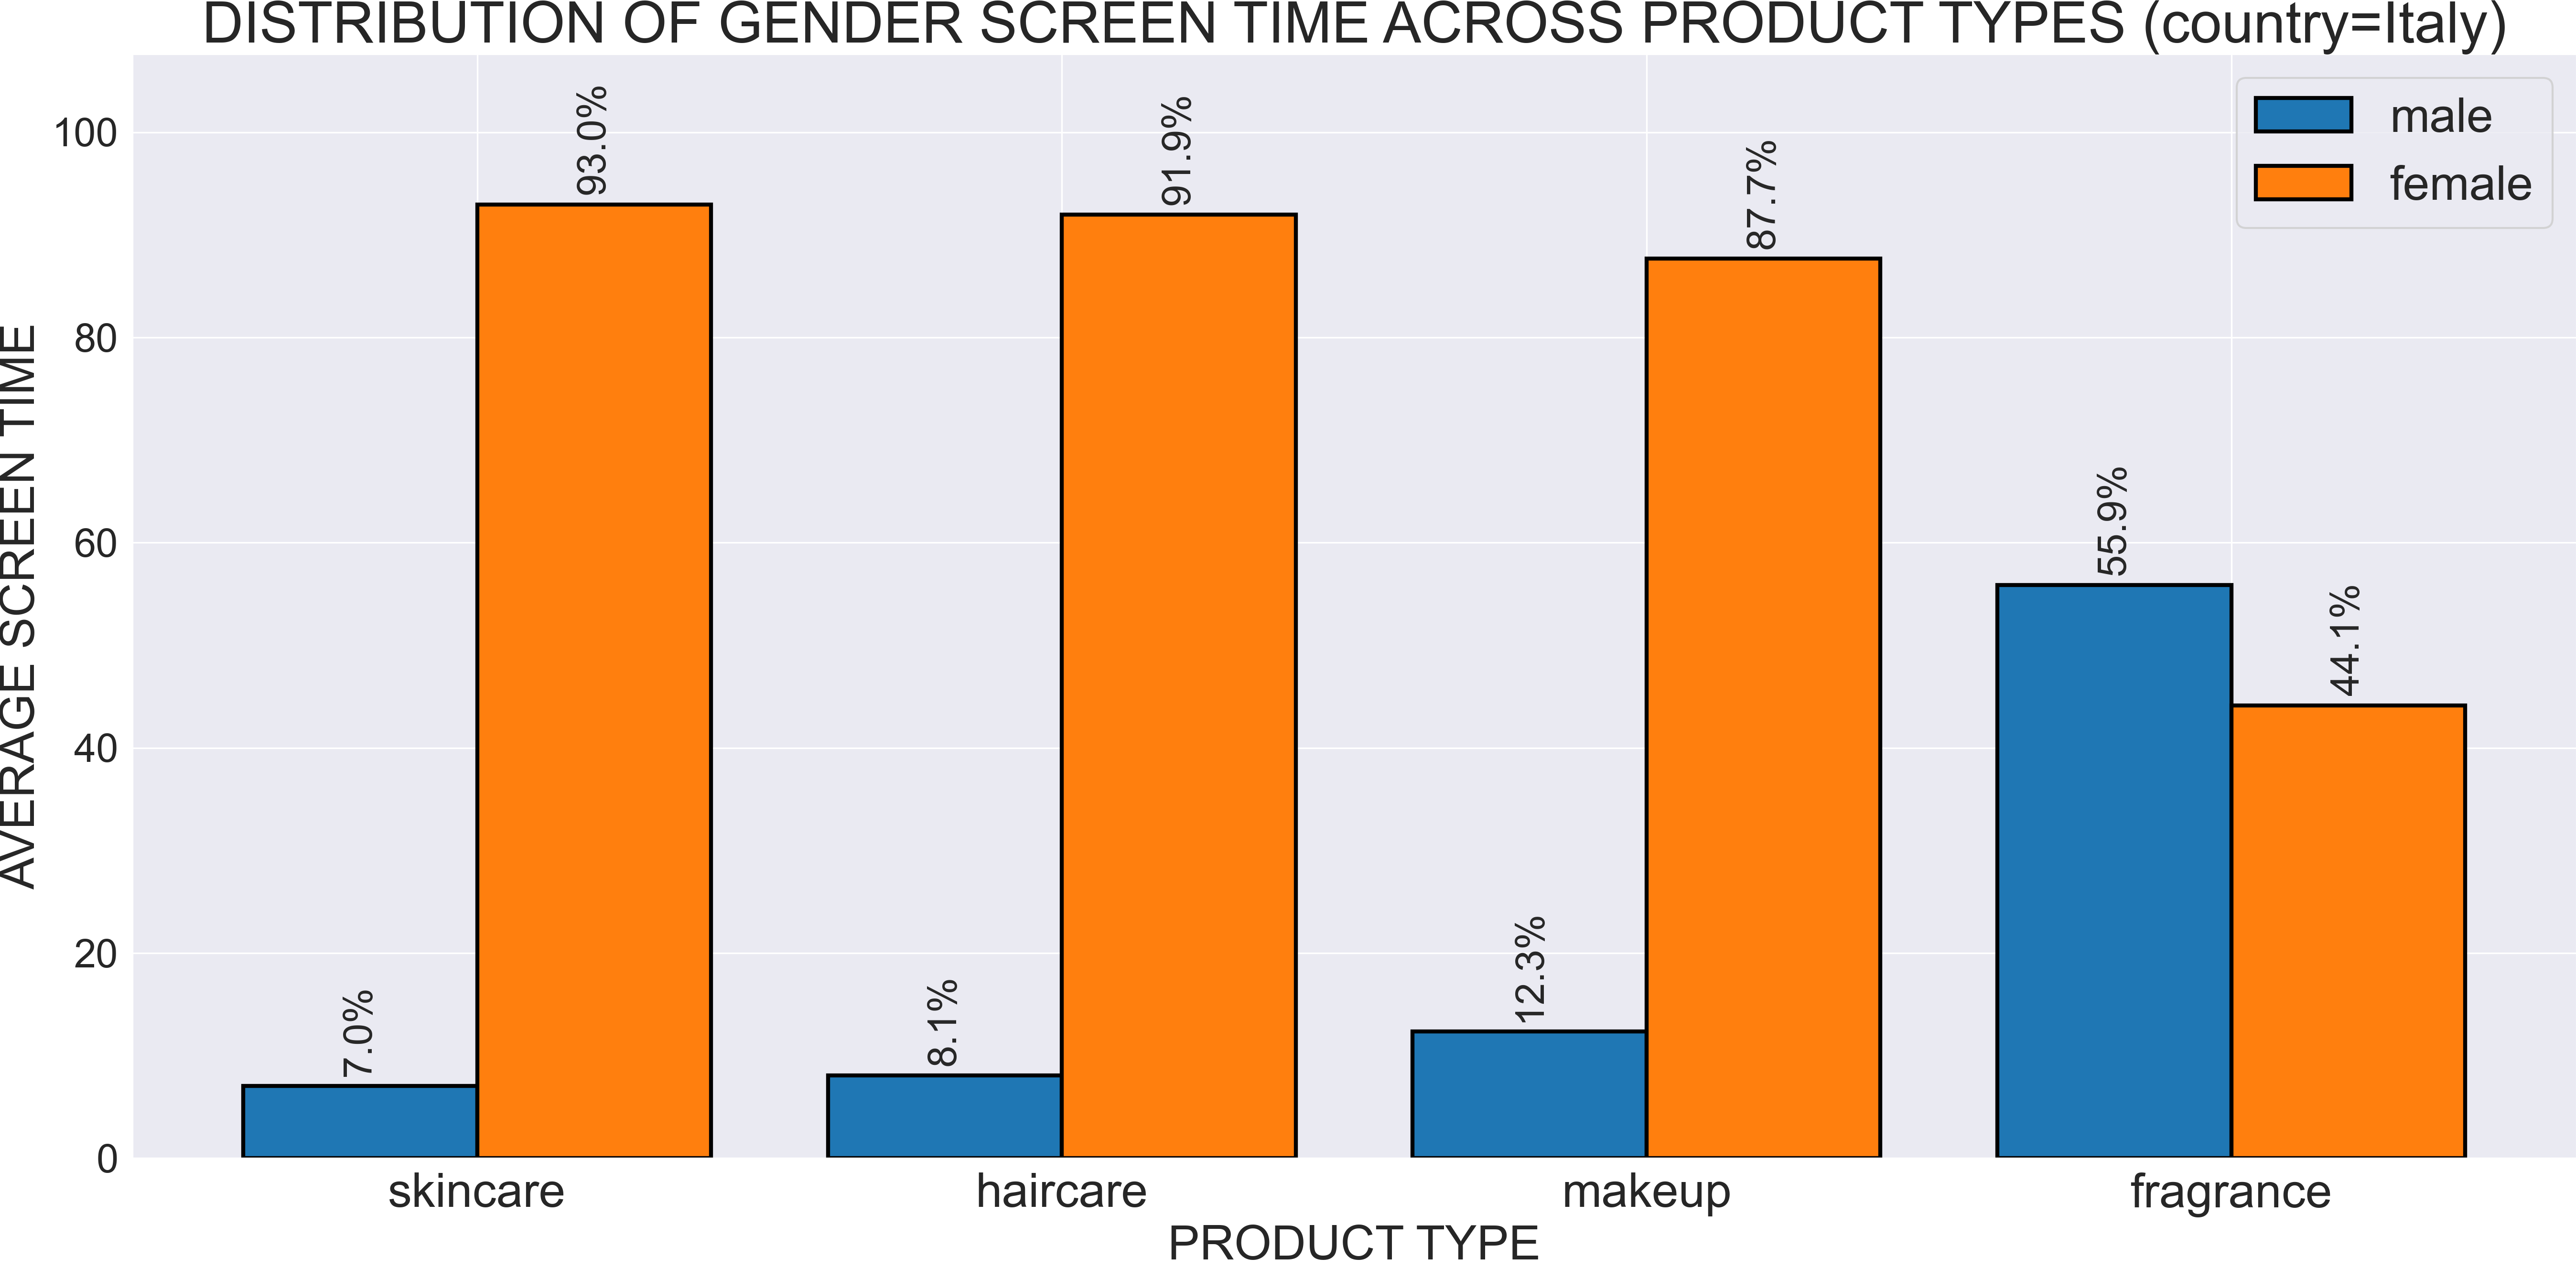 DISTRIBUTION OF GENDER SCREEN TIME ACROSS PRODUCT TYPES (country=Italy)
male
female
AVERAGE SCREEN TIME
100
80
60
40
20
0
7.0%
93.0%
8.1%
91.9%
12.3%
87.7%
55.9%
44.1%
skincare
haircare
makeup
fragrance
PRODUCT TYPE